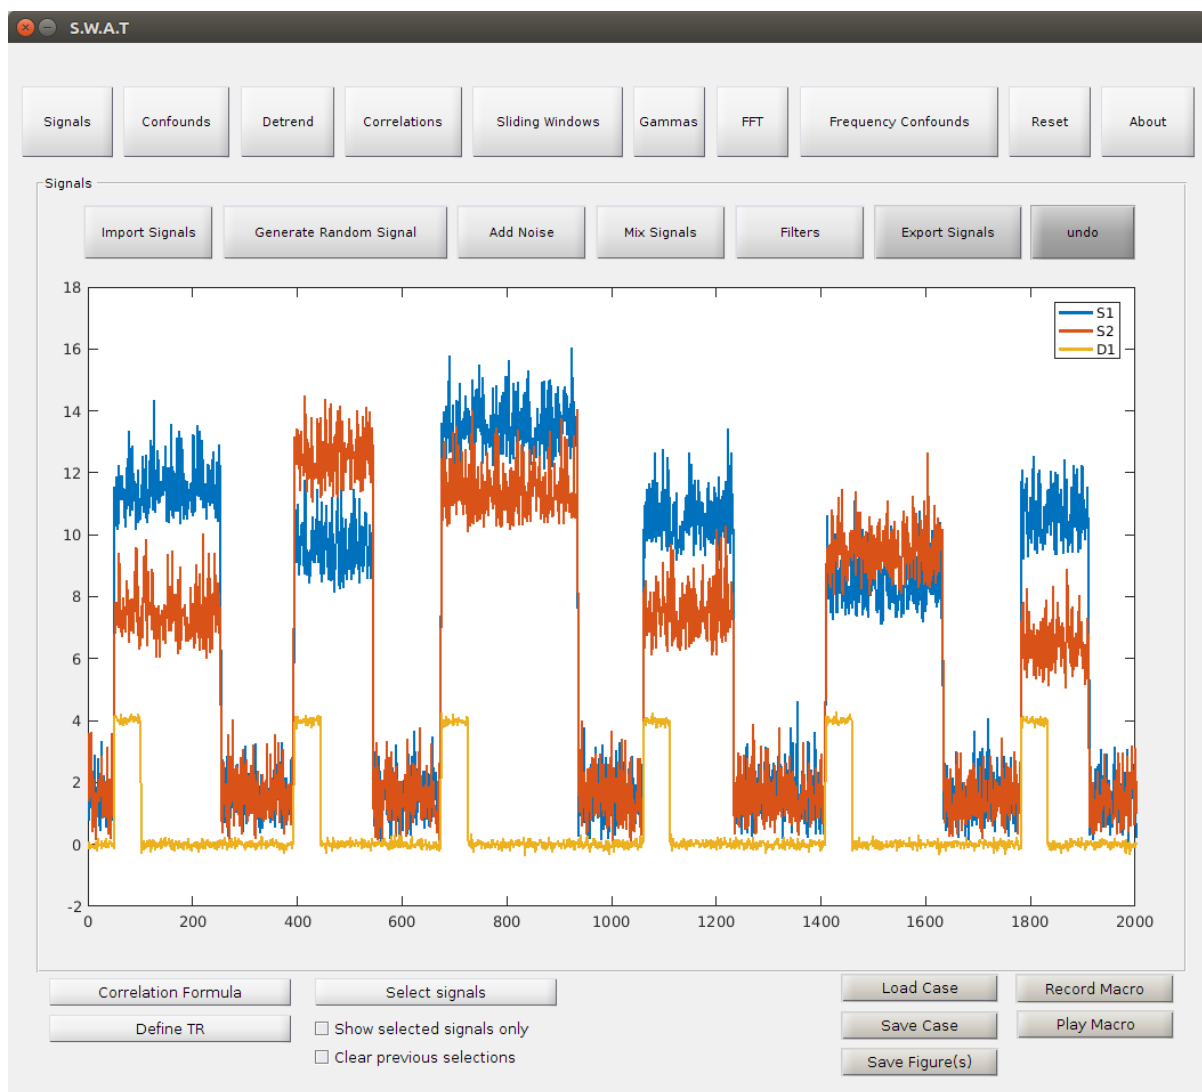 S.W.A.T
Signals Confounds Detrend Correlations Sliding Windows Gammas FFT Frequency Confounds Reset About
Signals
Import Signals Generate Random Signal Add Noise Mix Signals Filters Export Signals undo
18
S1
S2
D1
16
14
12
10
8
6
4
2
0
-2
0 200 400 600 800 1000 1200 1400 1600 1800 2000
Correlation Formula Select signals Load Case Record Macro
Define TR Show selected signals only Save Case Play Macro
Clear previous selections Save Figure(s)